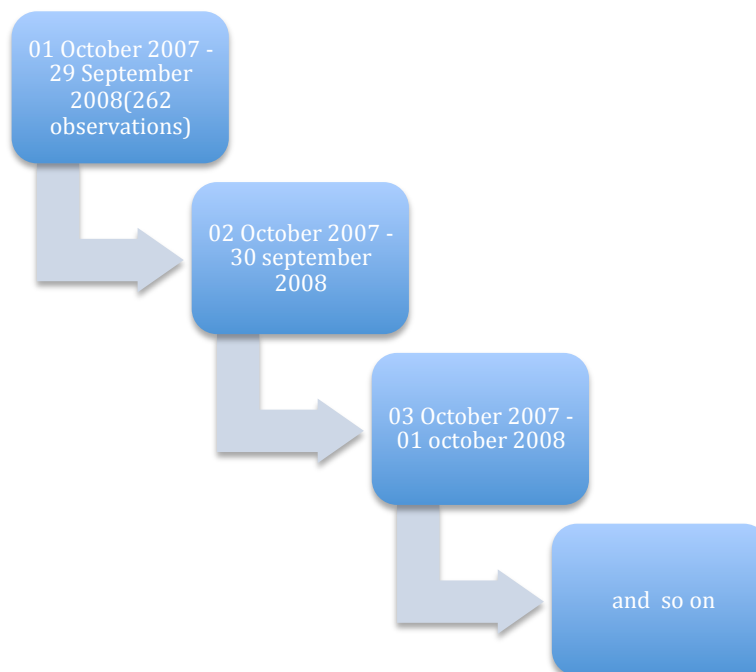 01 October 2007 -
29 September
2008(262
observations)
02 October 2007 -
30 september
2008
03 October 2007 -
01 october 2008
and  so on